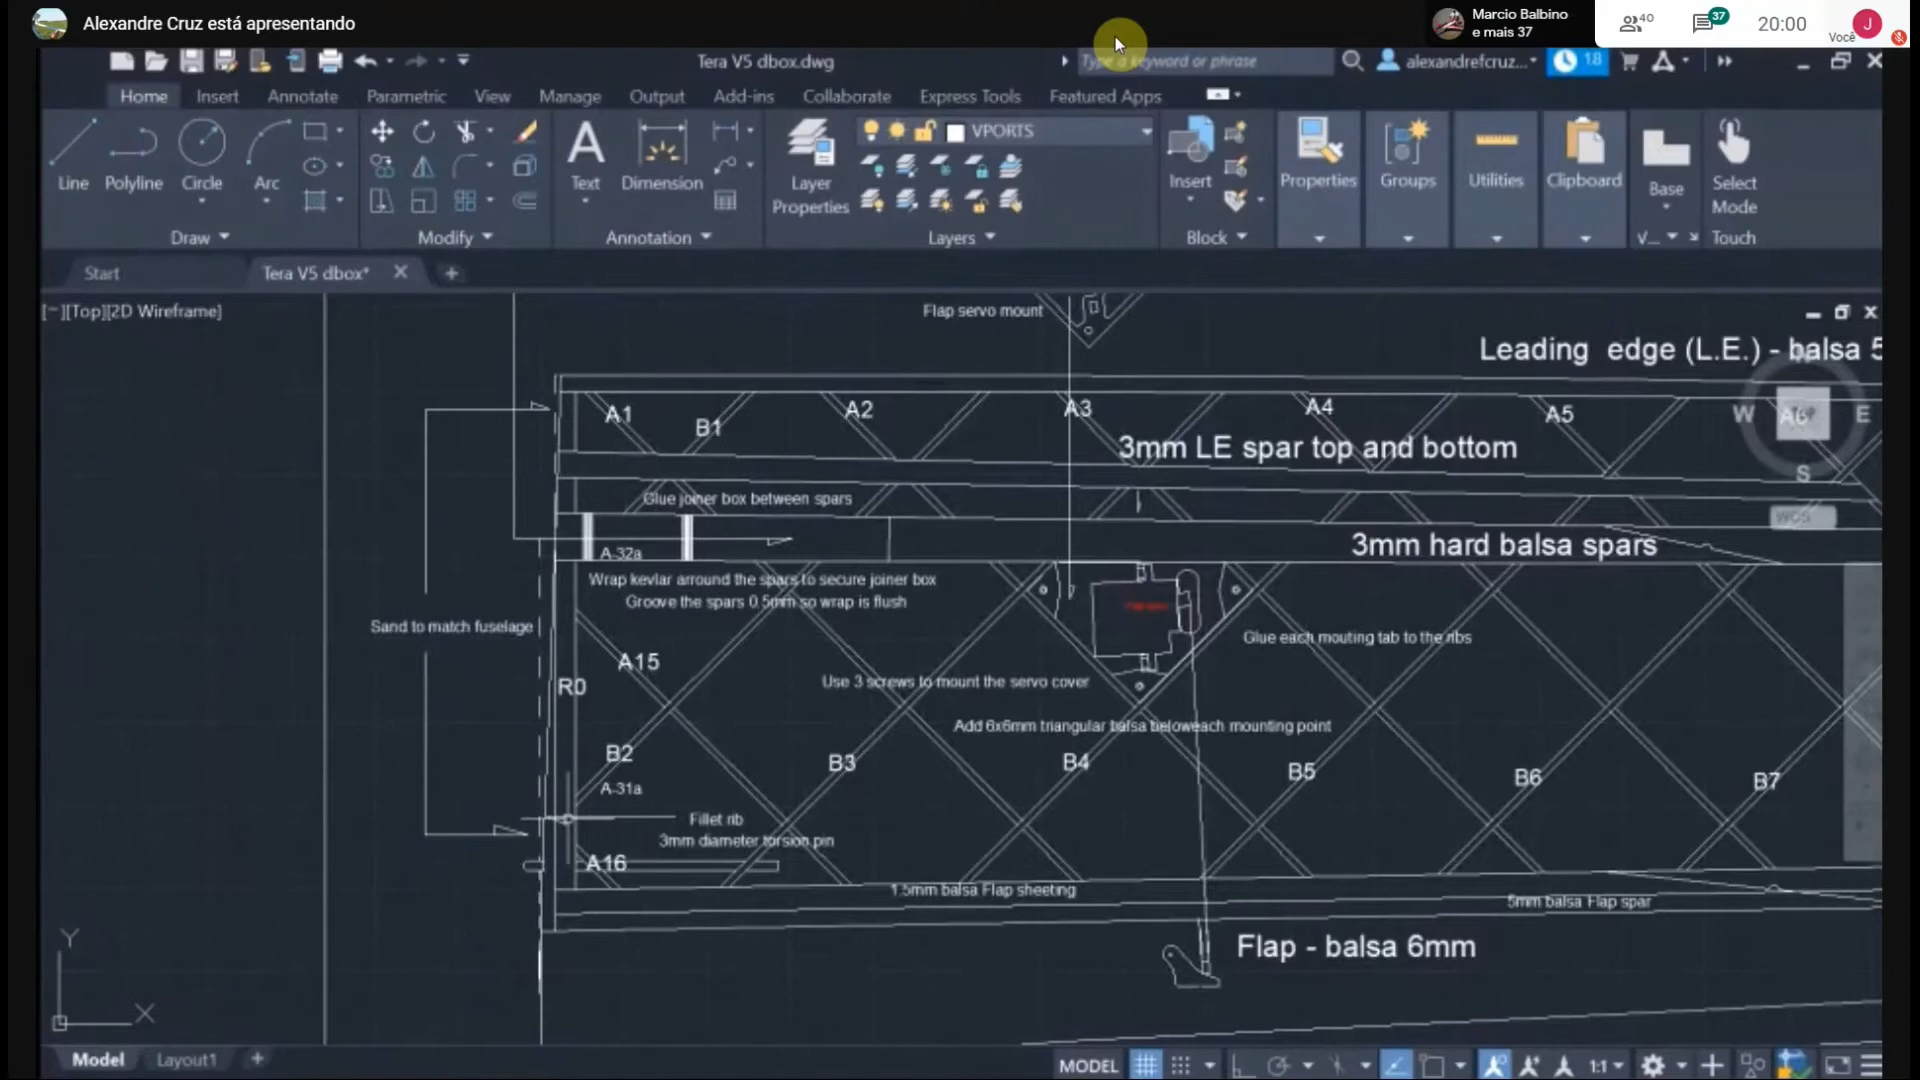 Alexandre Cruz está apresentando
Marcio Balbino
e mais 37
40
37
20:00
J
Você
Tera V5 dbox.dwg
Type a keyword or phrase
alexandrefcruz...
18
Home
Insert
Annotate
Parametric
View
Manage
Output
Add-ins
Collaborate
Express Tools
Featured Apps
VPORTS
Line
Polyline
Circle
Arc
Text
Dimension
Layer
Properties
Insert
Properties
Groups
Utilities
Clipboard
Base
Select
Mode
Draw
Modify
Annotation
Layers
Block
V...
Touch
Start
Tera V5 dbox*
[−][Top][2D Wireframe]
Flap servo mount
Leading edge (L.E.) - balsa 5
A1
B1
A2
A3
A4
A5
A6
W
TOP
E
S
3mm LE spar top and bottom
Glue joiner box between spars
WCS
A-32a
3mm hard balsa spars
Wrap kevlar arround the spars to secure joiner box
Groove the spars 0.5mm so wrap is flush
Sand to match fuselage
Glue each mouting tab to the ribs
A15
R0
Use 3 screws to mount the servo cover
Add 6x6mm triangular balsa beloweach mounting point
B2
B3
B4
B5
B6
B7
A-31a
Fillet rib
3mm diameter torsion pin
A16
1.5mm balsa Flap sheeting
5mm balsa Flap spar
Flap - balsa 6mm
Y
X
Model
Layout1
MODEL
1:1